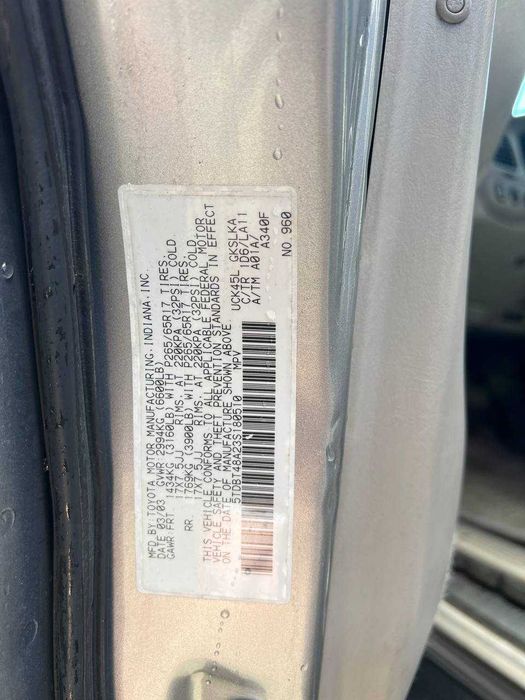 MFD.BY TOYOTA MOTOR MANUFACTURING.INDIANA.INC.
DATE 03/03 GVWR 2994KG (6600LB)
GAWR FRT 1434KG (3160LB) WITH P265/65R17 TIRES.
17X7.5JJ RIMS. AT 220KPA (32PSI) COLD
RR. 1769KG (3900LB) WITH P265/65R17 TIRES.
17X7.5JJ RIMS. AT 220KPA (32PSI) COLD
THIS VEHICLE CONFORMS TO ALL APPLICABLE FEDERAL MOTOR
VEHICLE SAFETY AND THEFT PREVENTION STANDARDS IN EFFECT
ON THE DATE OF MANUFACTURE SHOWN ABOVE
5TDBT48A23S180510 MPV
UCK45L GKSLKA
C/TR 1D6/LA11
A/TM A01A/
A340F
NO.960